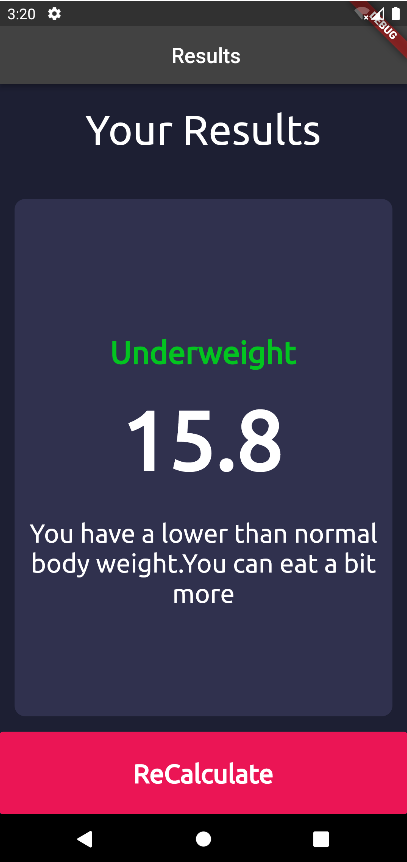 3:20
DEBUG
Results
Your Results
Underweight
15.8
You have a lower than normal
body weight.You can eat a bit
more
ReCalculate